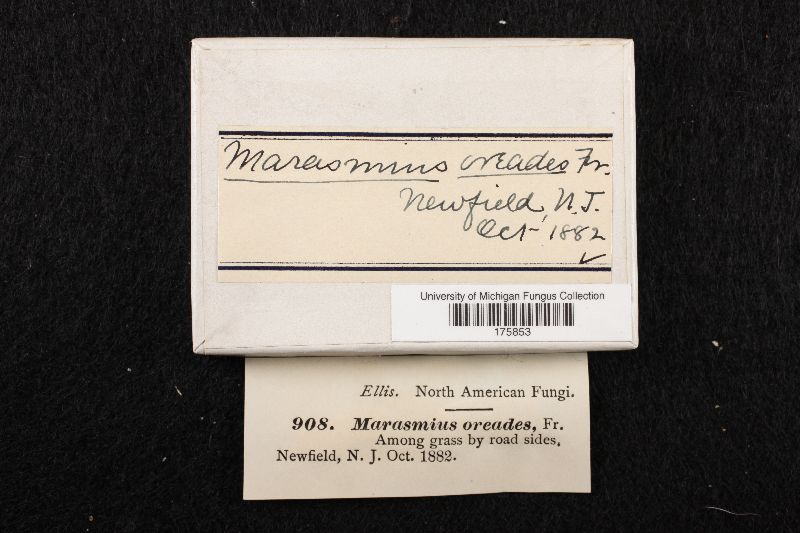 Marasmius oreades Fr.
Newfield, N.J.
Oct. 1882
University of Michigan Fungus Collection
175853
Ellis. North American Fungi.
908. Marasmius oreades, Fr.
Among grass by road sides,
Newfield, N. J. Oct. 1882.